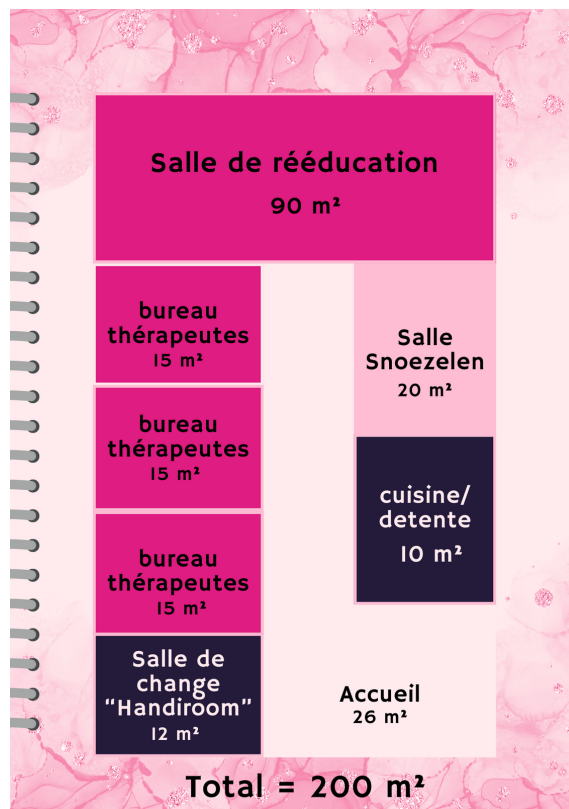 Salle de rééducation
90 m²
bureau
thérapeutes
15 m²
Salle
Snoezelen
20 m²
bureau
thérapeutes
15 m²
cuisine/
detente
10 m²
bureau
thérapeutes
15 m²
Salle de
change
"Handiroom"
12 m²
Accueil
26 m²
Total = 200 m²